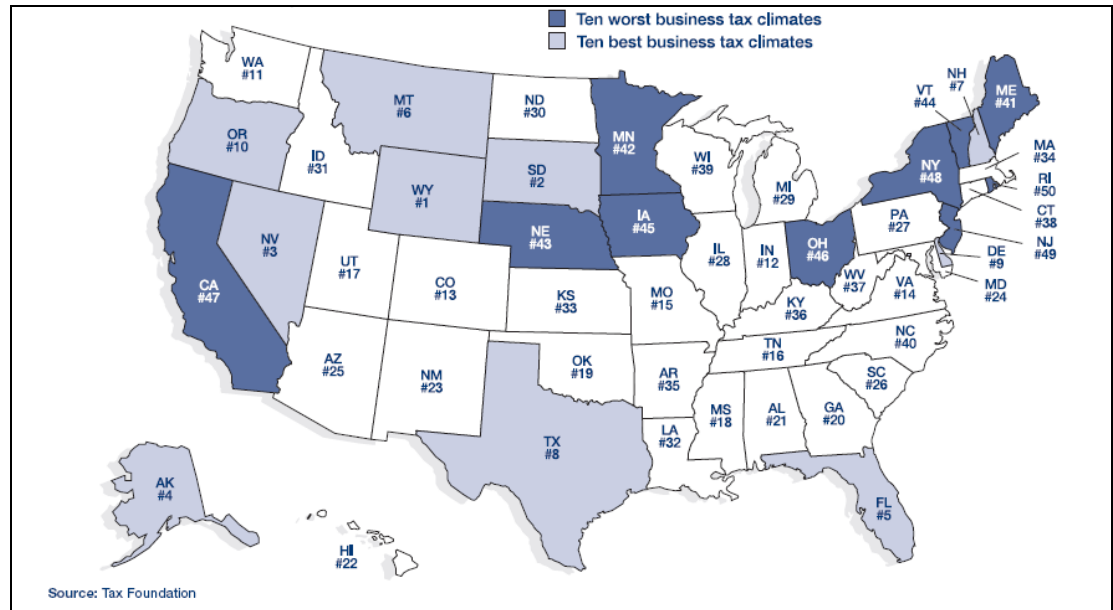 Ten worst business tax climates
Ten best business tax climates
WA
#11
MT
#6
ND
#30
MN
#42
OR
#10
ID
#31
WY
#1
SD
#2
WI
#39
MI
#29
NH
#7
VT
#44
ME
#41
NY
#48
MA
#34
RI
#50
CT
#38
NJ
#49
DE
#9
MD
#24
PA
#27
NV
#3
UT
#17
CO
#13
NE
#43
IA
#45
IL
#28
IN
#12
OH
#46
WV
#37
VA
#14
CA
#47
KS
#33
MO
#15
KY
#36
NC
#40
TN
#16
SC
#26
AZ
#25
NM
#23
OK
#19
AR
#35
MS
#18
AL
#21
GA
#20
LA
#32
TX
#8
FL
#5
AK
#4
HI
#22
Source: Tax Foundation